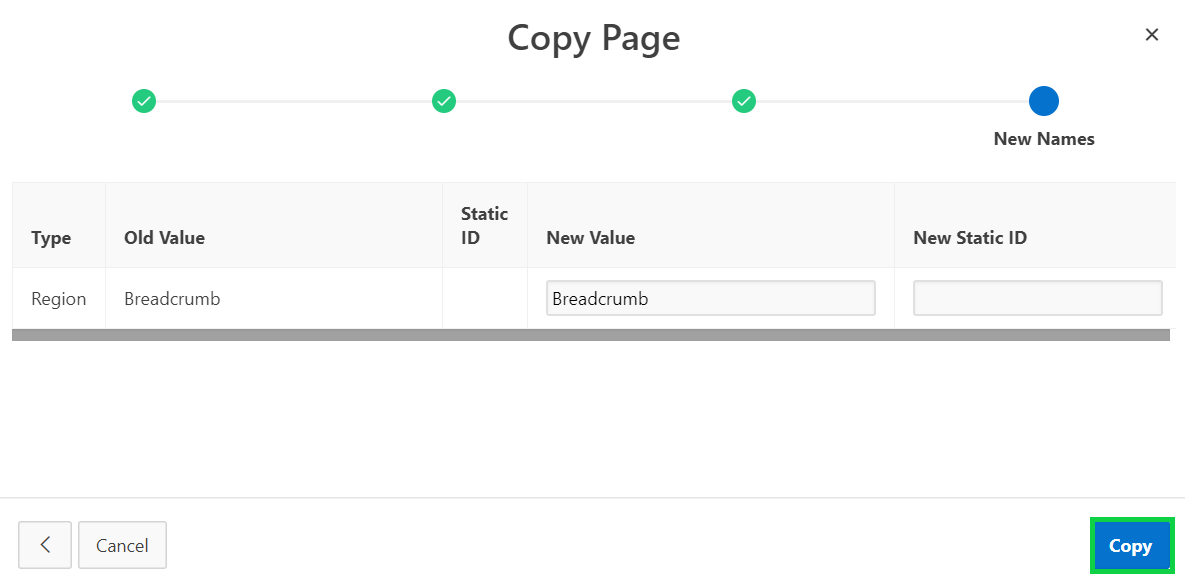 Copy Page
New Names
Type
Old Value
Static
ID
New Value
New Static ID
Region
Breadcrumb
Breadcrumb
Cancel
Copy